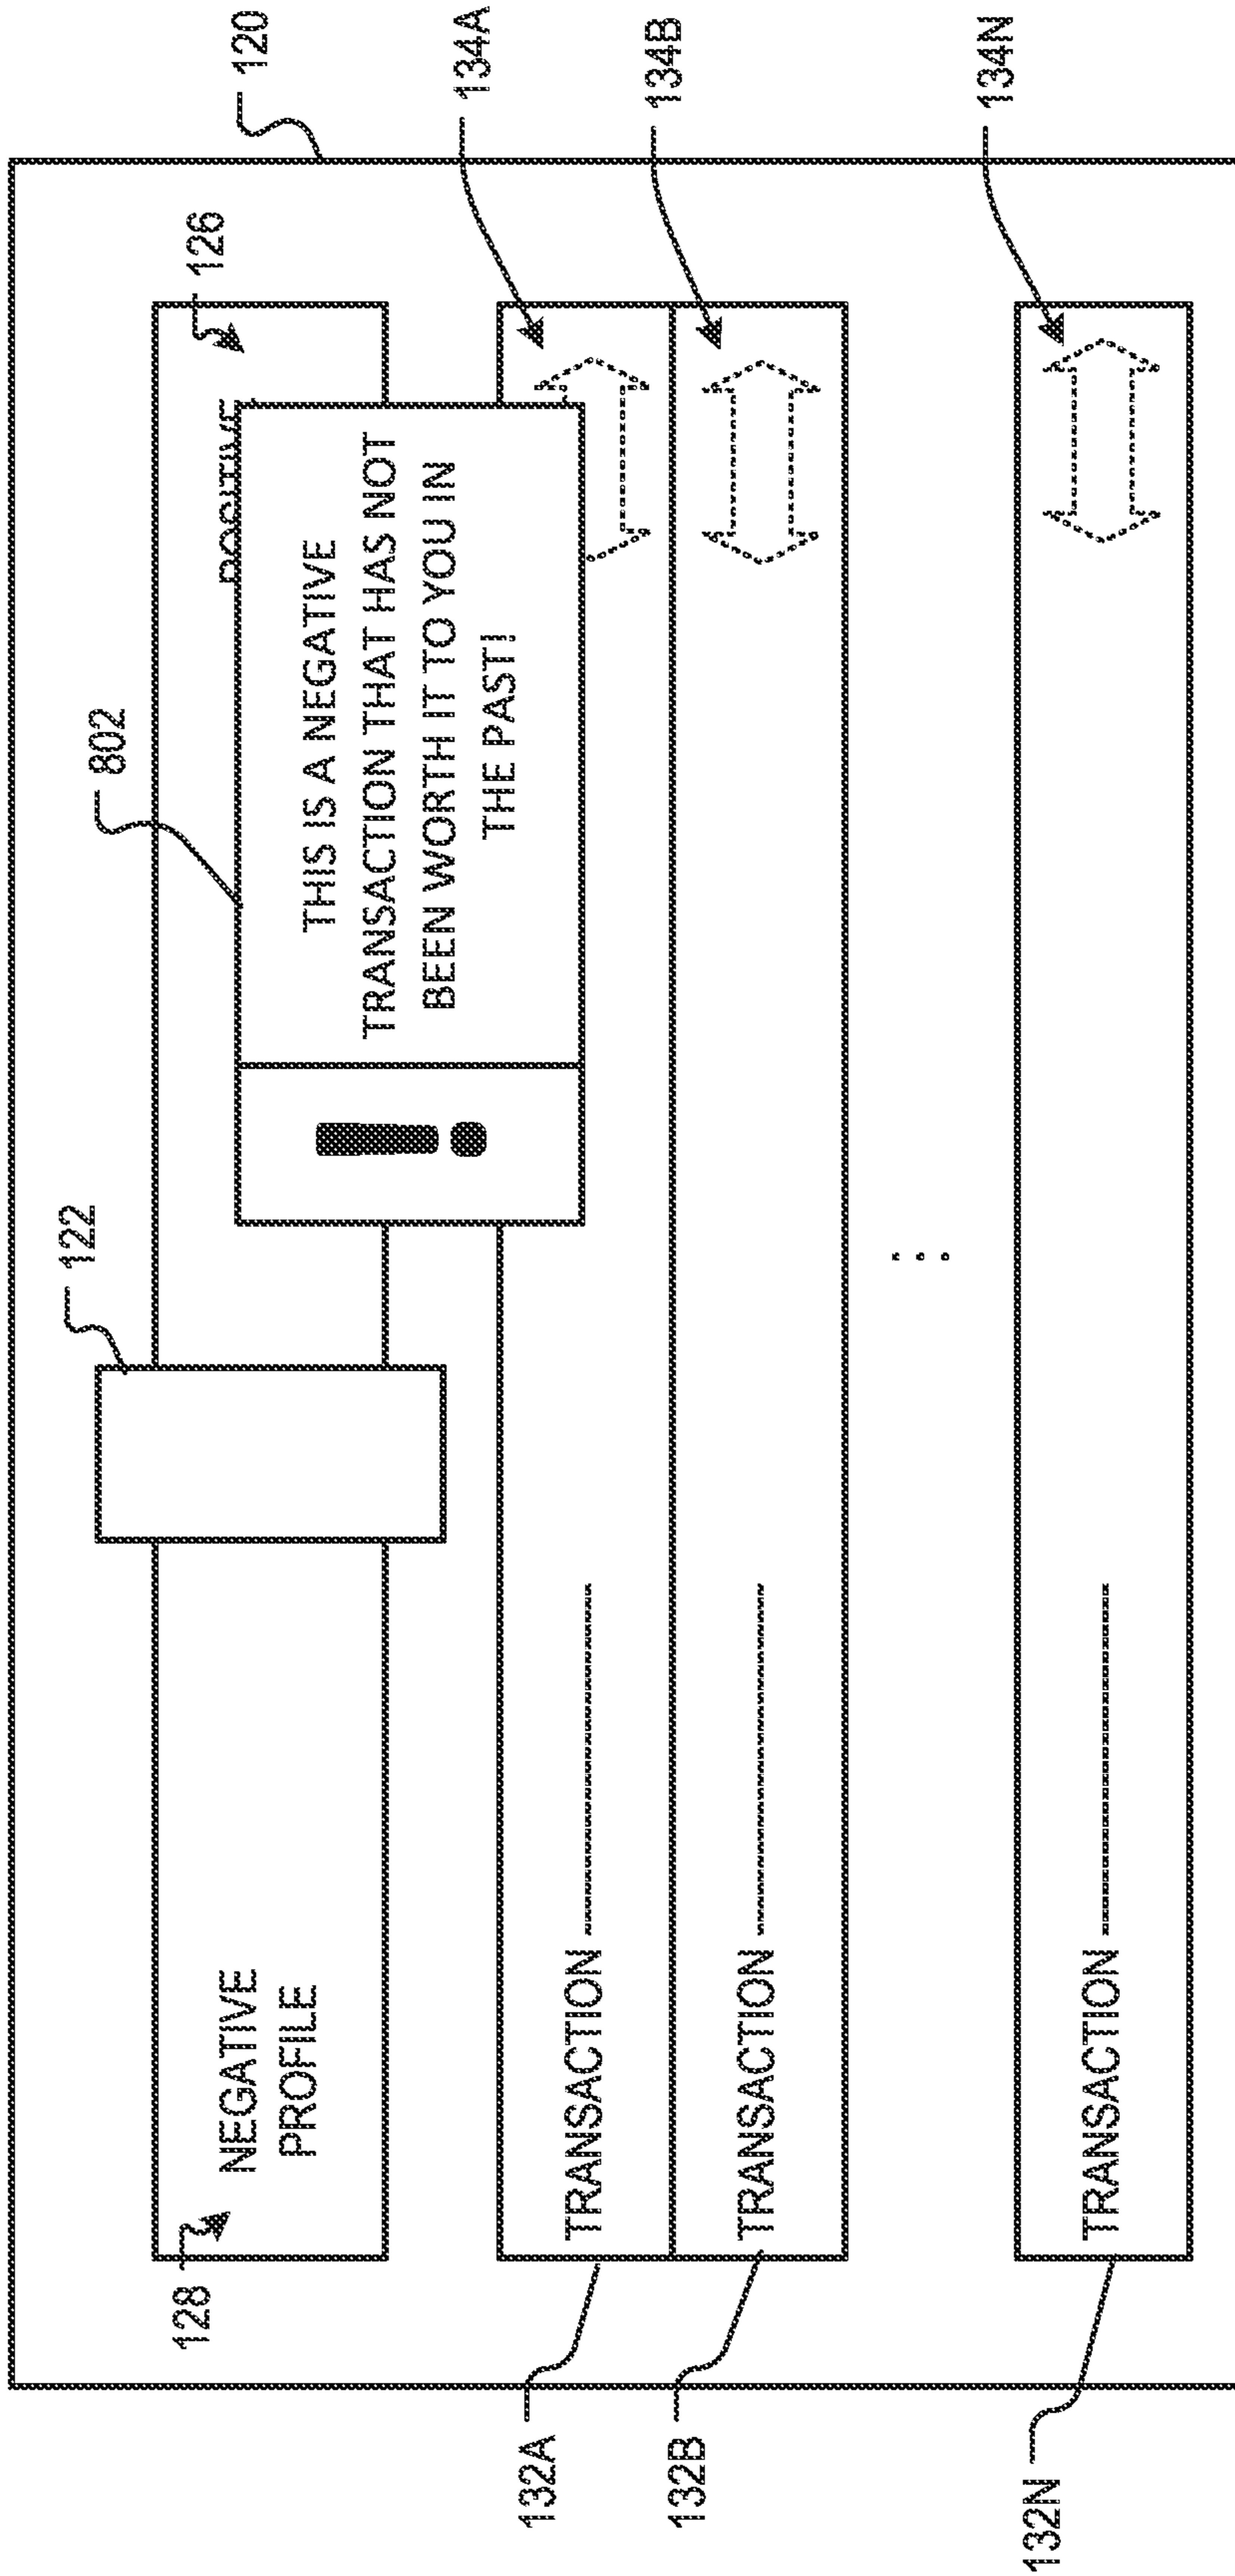 120
122
802
126
128
NEGATIVE
PROFILE
POSITIVE
THIS IS A NEGATIVE
TRANSACTION THAT HAS NOT
BEEN WORTH IT TO YOU IN
THE PAST!
!
132A
TRANSACTION
134A
132B
TRANSACTION
134B
132N
TRANSACTION
134N